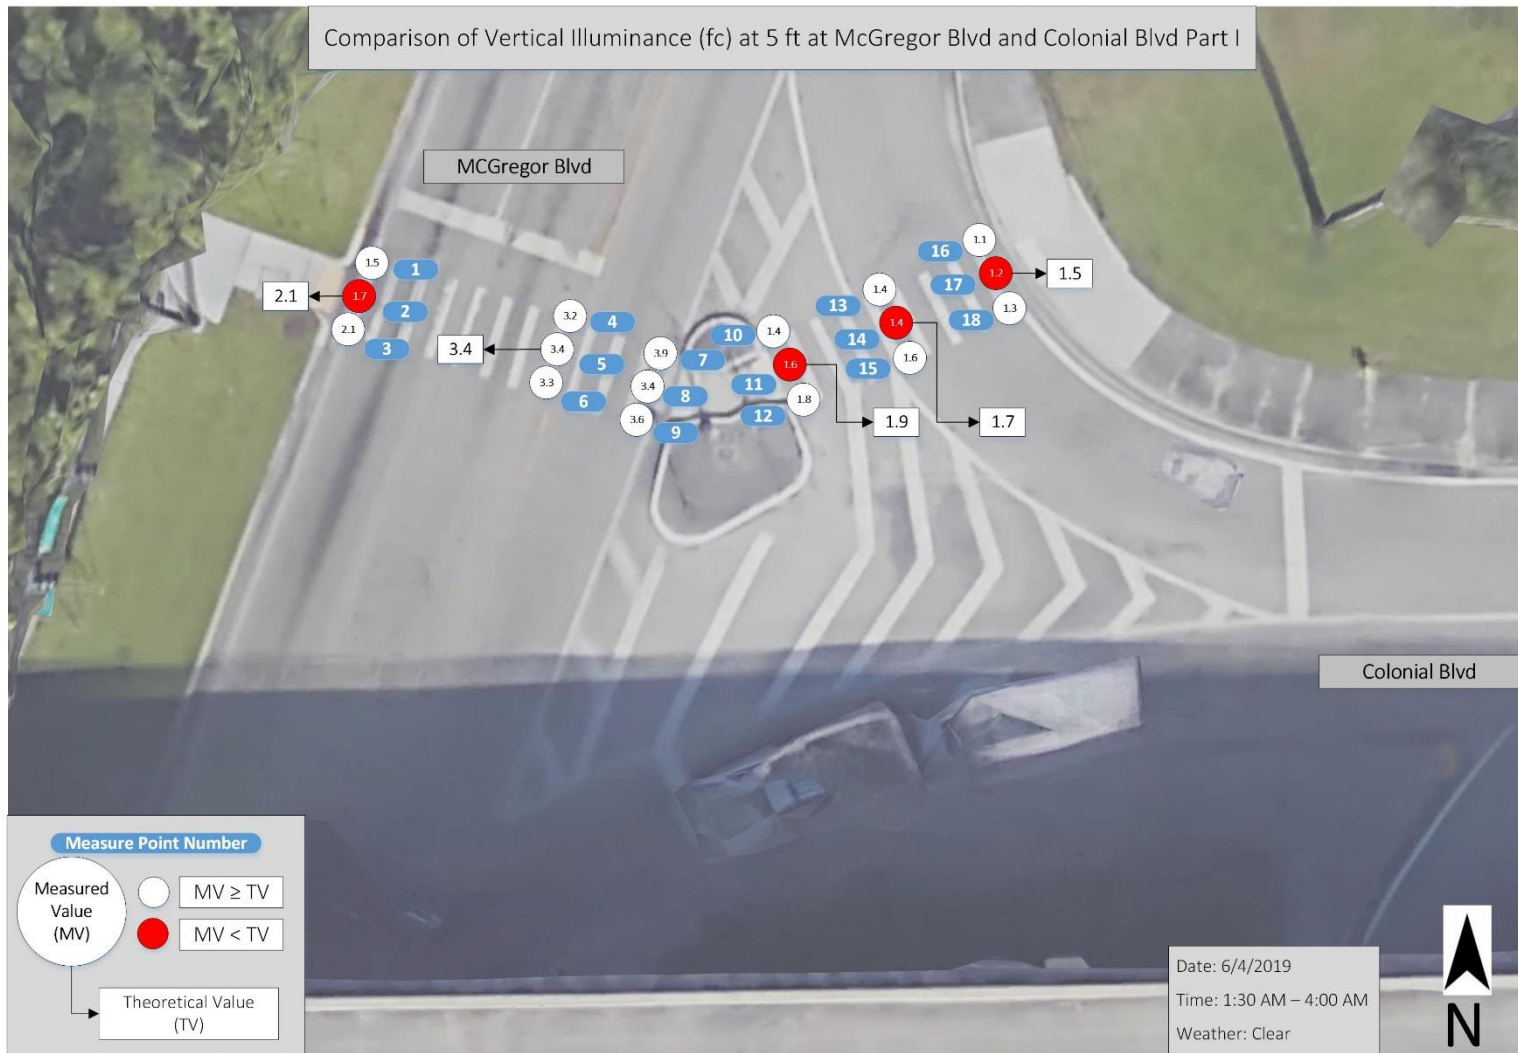 Comparison of Vertical Illuminance (fc) at 5 ft at McGregor Blvd and Colonial Blvd Part I
MCGregor Blvd
1.5
1
2.1
1.7
2
2.1
3
3.2
4
3.4
3.4
5
3.3
6
3.9
7
3.4
8
3.6
9
10
1.4
11
1.6
12
1.8
1.9
13
1.4
14
1.4
15
1.6
1.7
16
1.1
17
1.2
1.5
18
1.3
Colonial Blvd
Measure Point Number
Measured
Value
(MV)
MV ≥ TV
MV < TV
Theoretical Value
(TV)
Date: 6/4/2019
Time: 1:30 AM – 4:00 AM
Weather: Clear
N